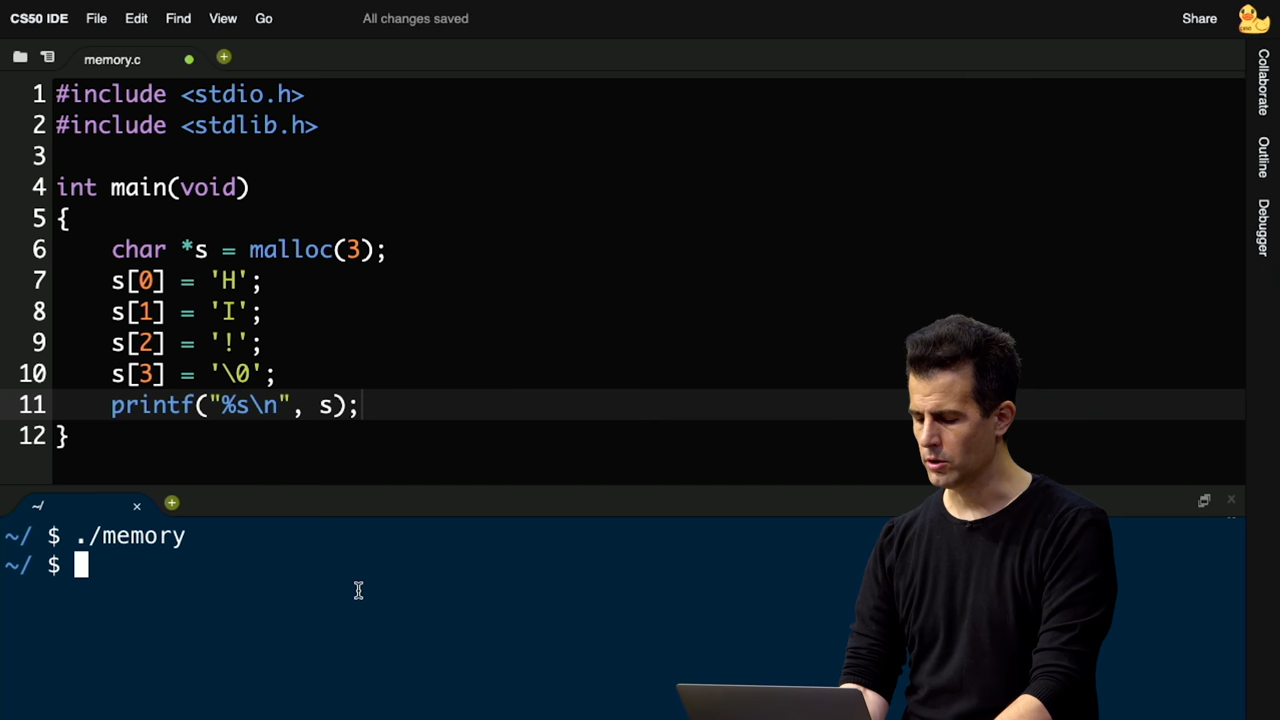 CS50 IDE File Edit Find View Go All changes saved Share
memory.c
1 #include <stdio.h>
2 #include <stdlib.h>
3
4 int main(void)
5 {
6     char *s = malloc(3);
7     s[0] = 'H';
8     s[1] = 'I';
9     s[2] = '!';
10     s[3] = '\0';
11     printf("%s\n", s);
12 }
~/ $ ./memory
~/ $
Collaborate
Outline
Debugger